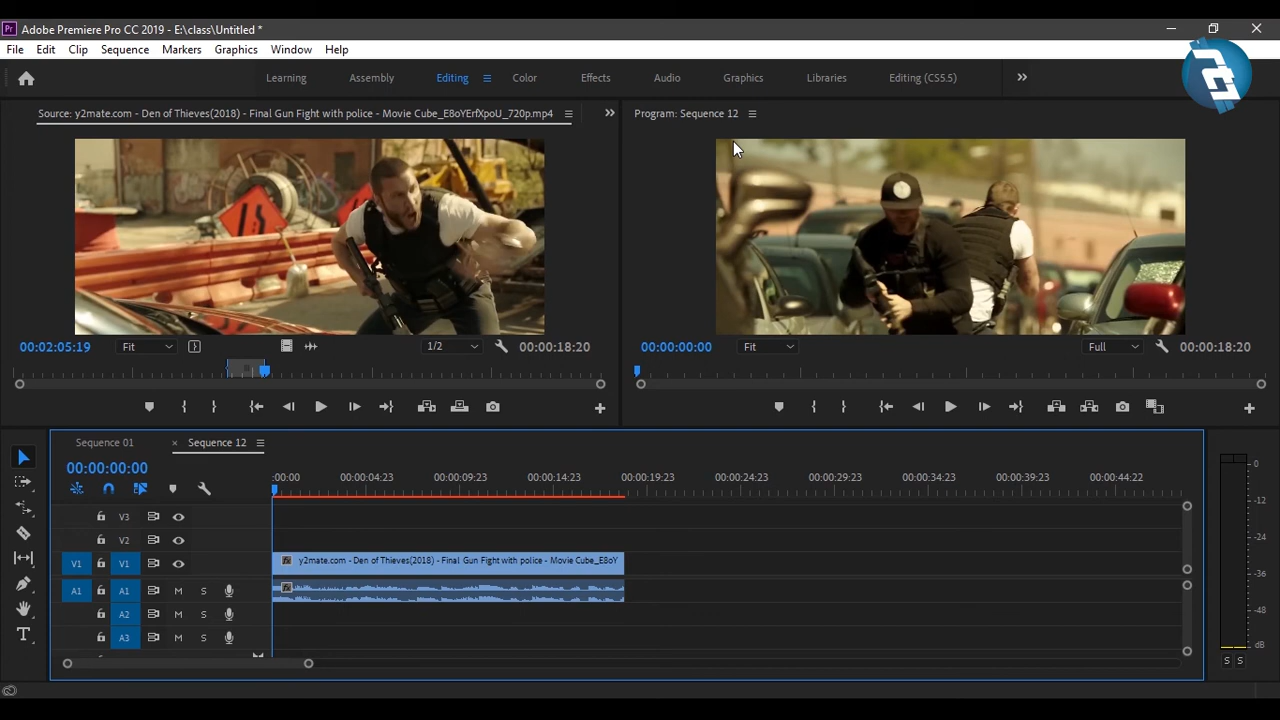 Pr Adobe Premiere Pro CC 2019 - E:\class\Untitled *
File Edit Clip Sequence Markers Graphics Window Help
Learning Assembly Editing Color Effects Audio Graphics Libraries Editing (CS5.5)
Source: y2mate.com - Den of Thieves(2018) - Final Gun Fight with police - Movie Cube_E8oYErfXpoU_720p.mp4
Program: Sequence 12
00:02:05:19 Fit 1/2 00:00:18:20
00:00:00:00 Fit Full 00:00:18:20
Sequence 01 × Sequence 12
00:00:00:00
:00:00 00:00:04:23 00:00:09:23 00:00:14:23 00:00:19:23 00:00:24:23 00:00:29:23 00:00:34:23 00:00:39:23 00:00:44:22
V3
V2
V1 V1 fx y2mate.com - Den of Thieves(2018) - Final Gun Fight with police - Movie Cube_E8oY
A1 A1 M S fx
A2 M S
A3 M S
0
-12
-24
-36
-48
dB
S S